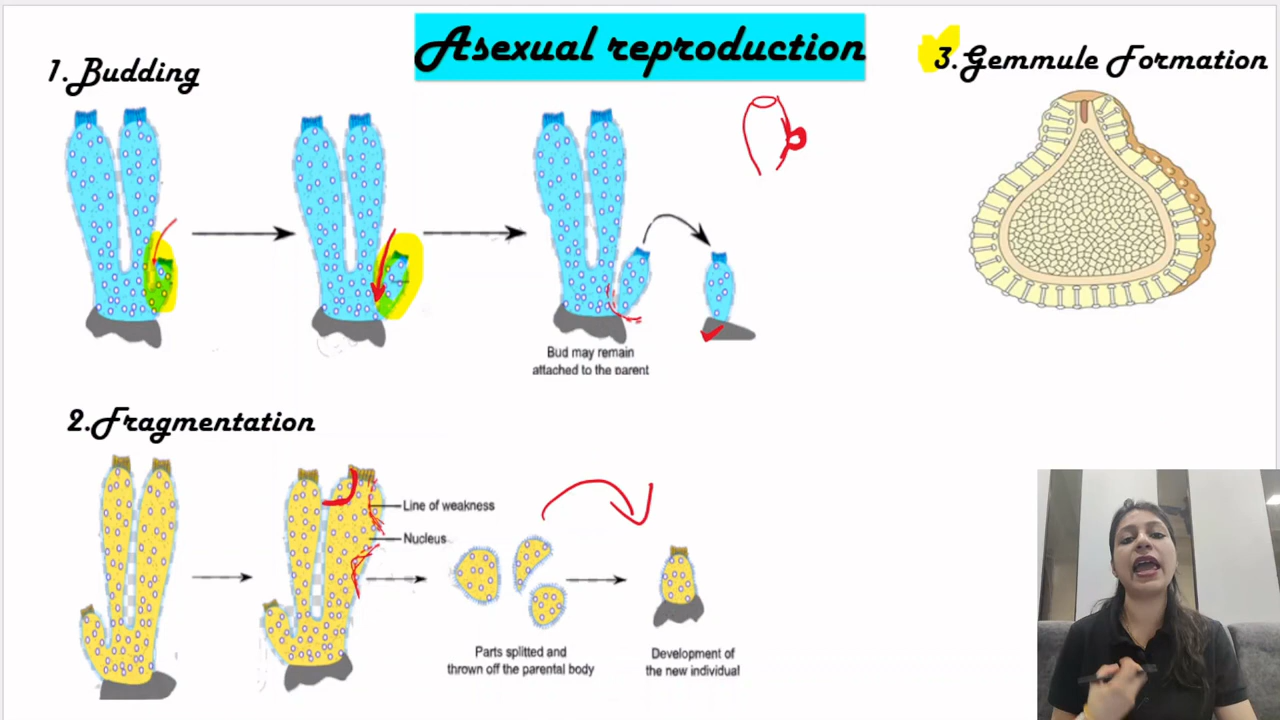 Asexual reproduction
1. Budding
3. Gemmule Formation
Bud may remain
attached to the parent
2. Fragmentation
Line of weakness
Nucleus
Parts splitted and
thrown off the parental body
Development of
the new individual